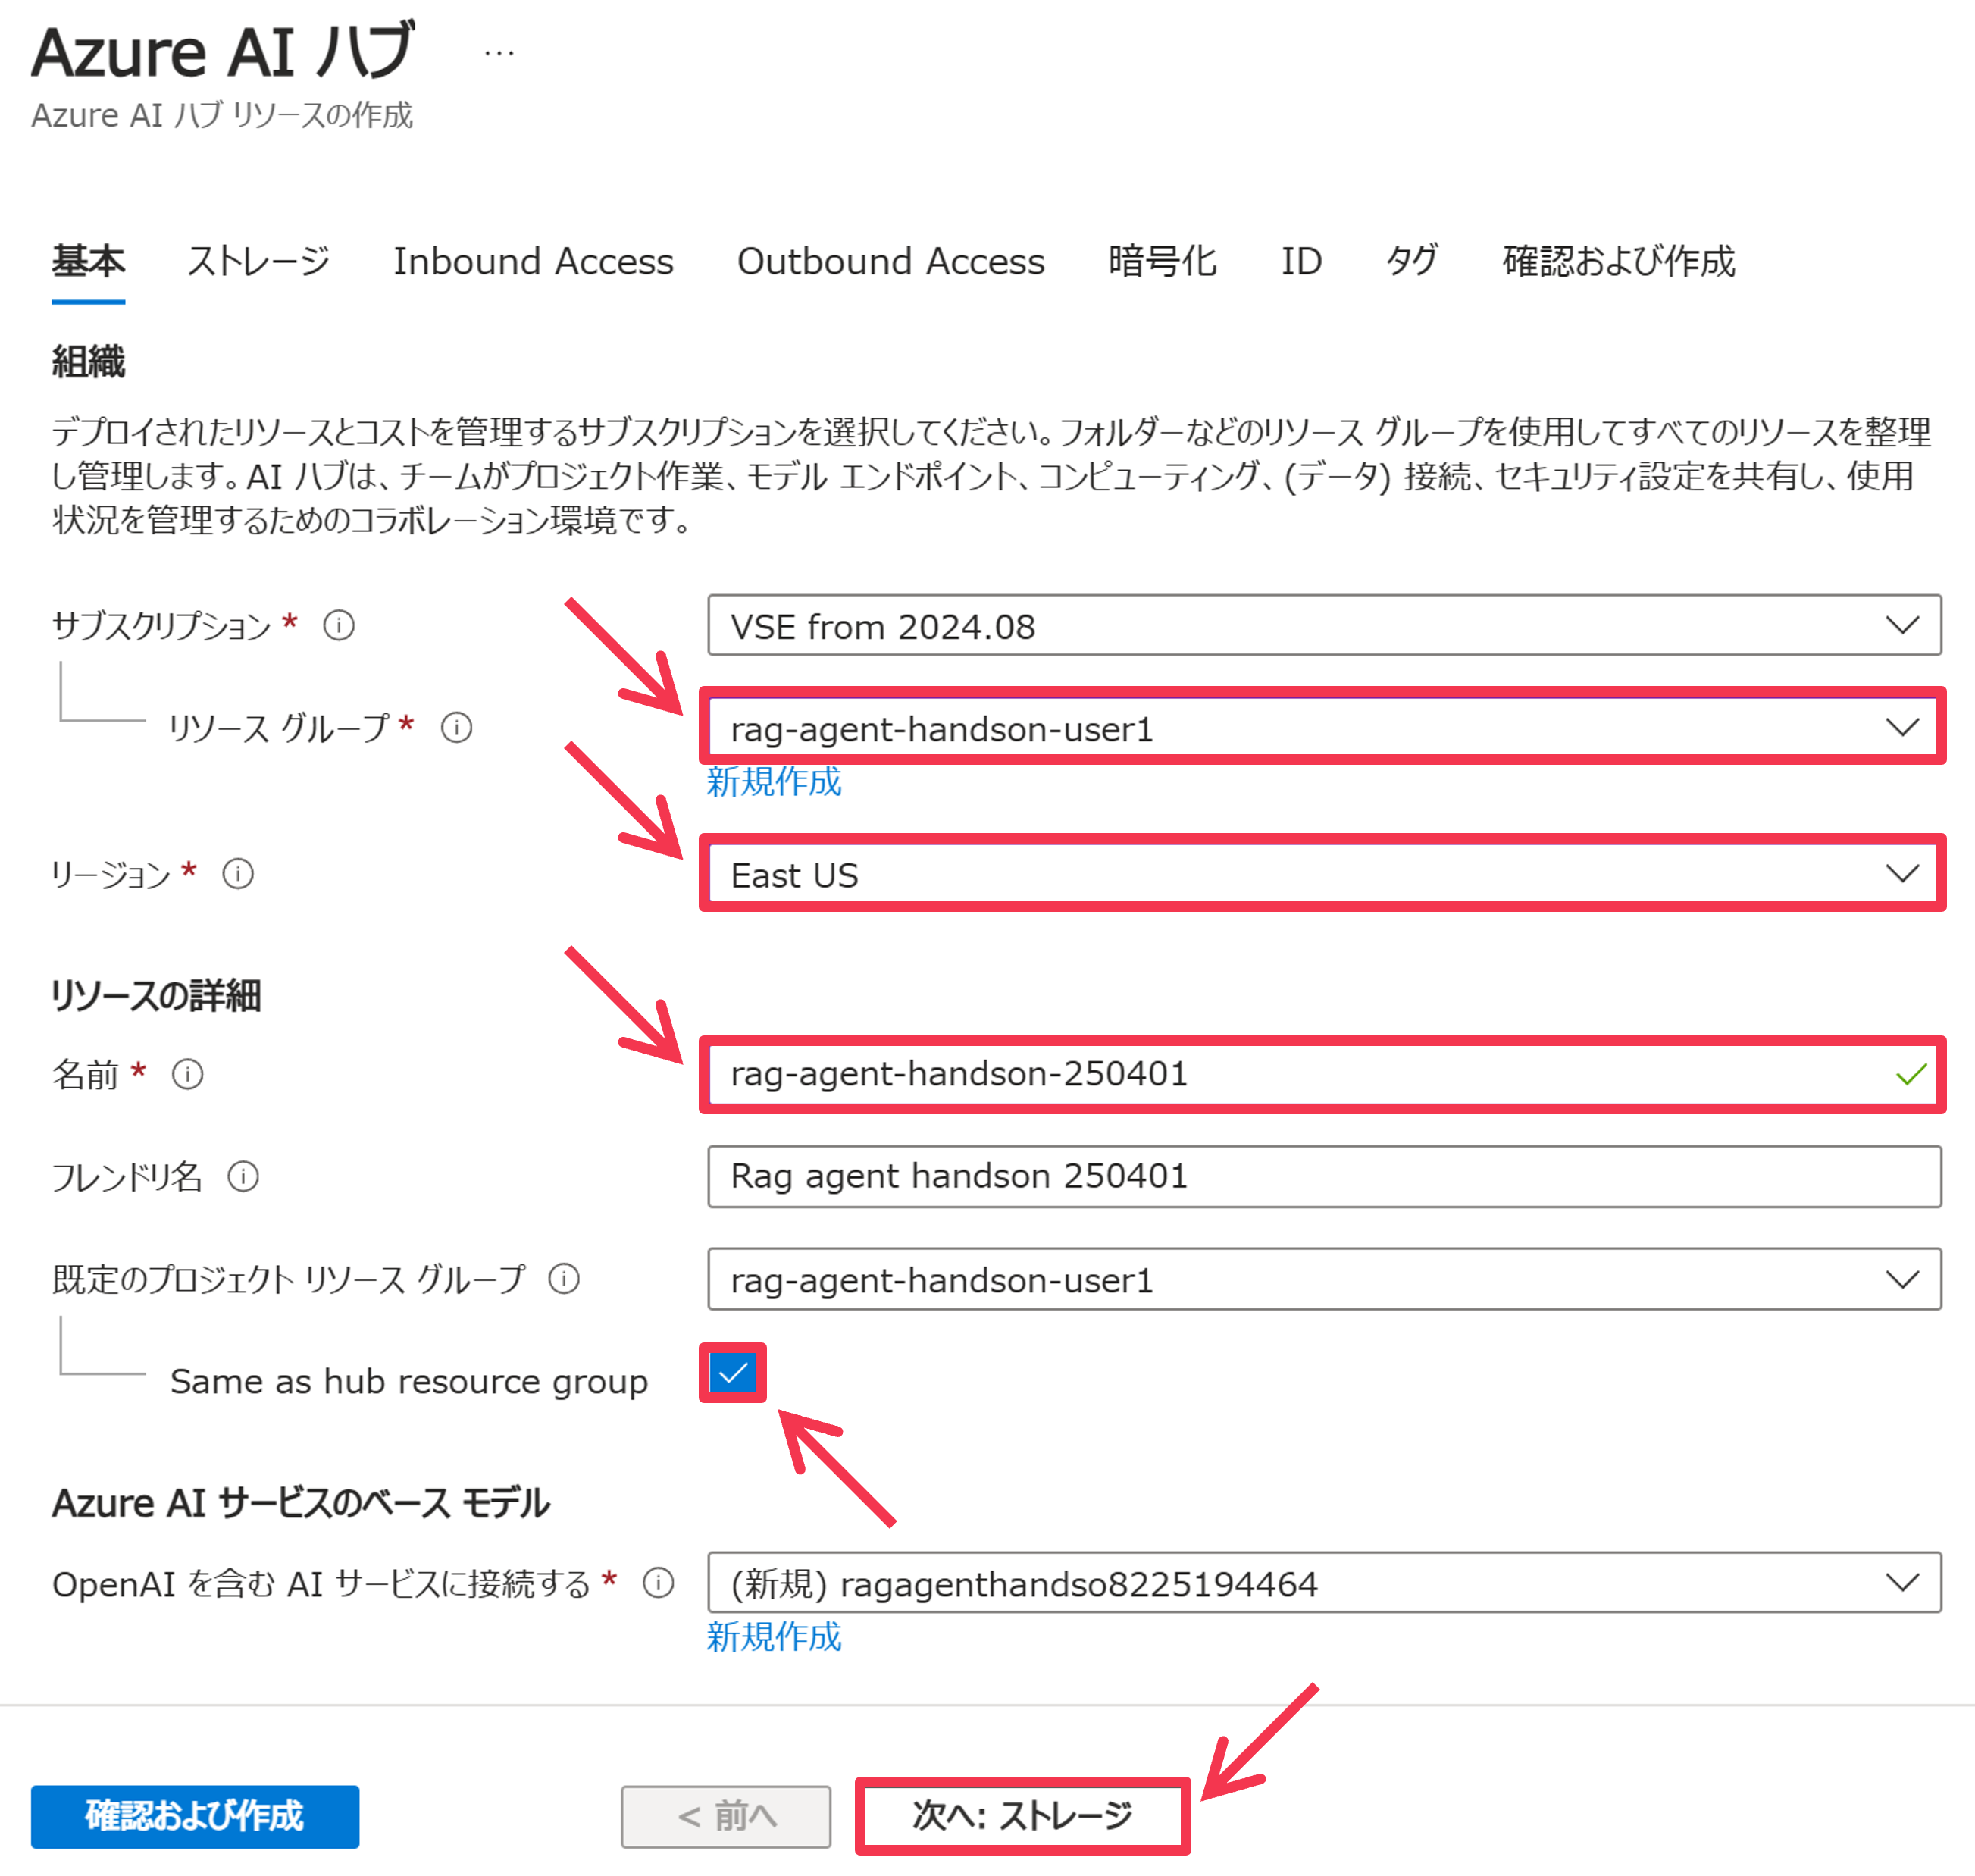 Azure AI ハブ ...
Azure AI ハブ リソースの作成
基本 ストレージ Inbound Access Outbound Access 暗号化 ID タグ 確認および作成
組織
デプロイされたリソースとコストを管理するサブスクリプションを選択してください。フォルダーなどのリソース グループを使用してすべてのリソースを整理
し管理します。AI ハブは、チームがプロジェクト作業、モデル エンドポイント、コンピューティング、(データ) 接続、セキュリティ設定を共有し、使用
状況を管理するためのコラボレーション環境です。
サブスクリプション * VSE from 2024.08
リソース グループ * rag-agent-handson-user1
新規作成
リージョン * East US
リソースの詳細
名前 * rag-agent-handson-250401
フレンドリ名 Rag agent handson 250401
既定のプロジェクト リソース グループ rag-agent-handson-user1
Same as hub resource group
Azure AI サービスのベース モデル
OpenAI を含む AI サービスに接続する * (新規) ragagenthandso8225194464
新規作成
確認および作成 < 前へ 次へ: ストレージ